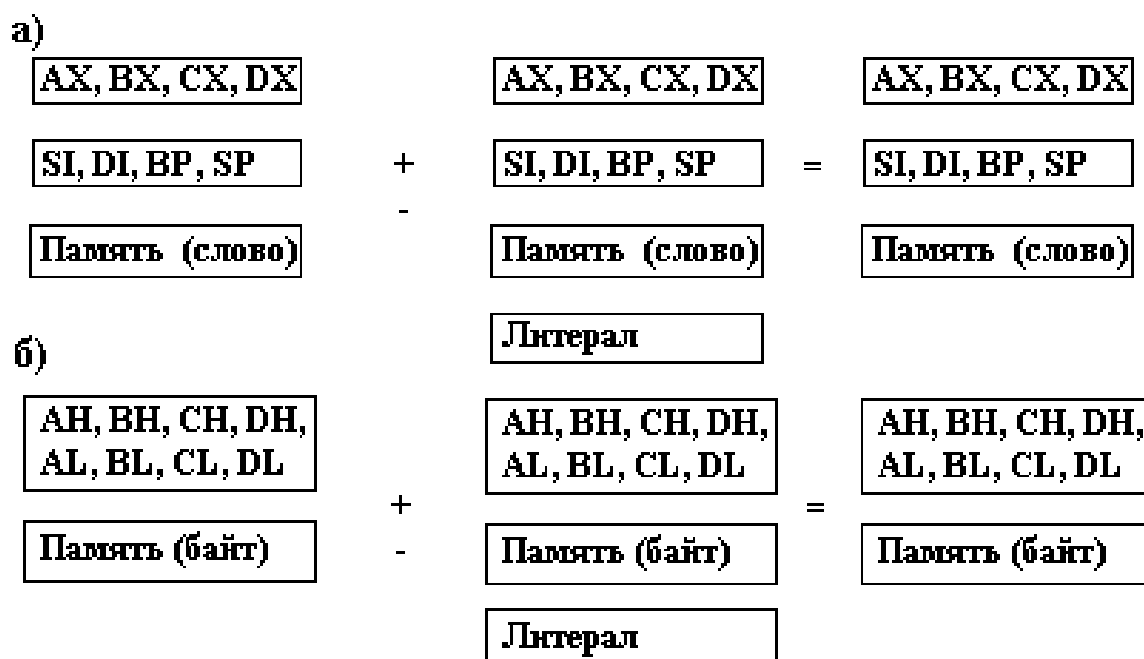 а)
AX, BX, CX, DX AX, BX, CX, DX AX, BX, CX, DX
SI, DI, BP, SP + SI, DI, BP, SP = SI, DI, BP, SP
-
Память (слово) Память (слово) Память (слово)
Литерал
б)
AH, BH, CH, DH, AH, BH, CH, DH, AH, BH, CH, DH,
AL, BL, CL, DL AL, BL, CL, DL AL, BL, CL, DL
+ =
Память (байт) - Память (байт) Память (байт)
Литерал